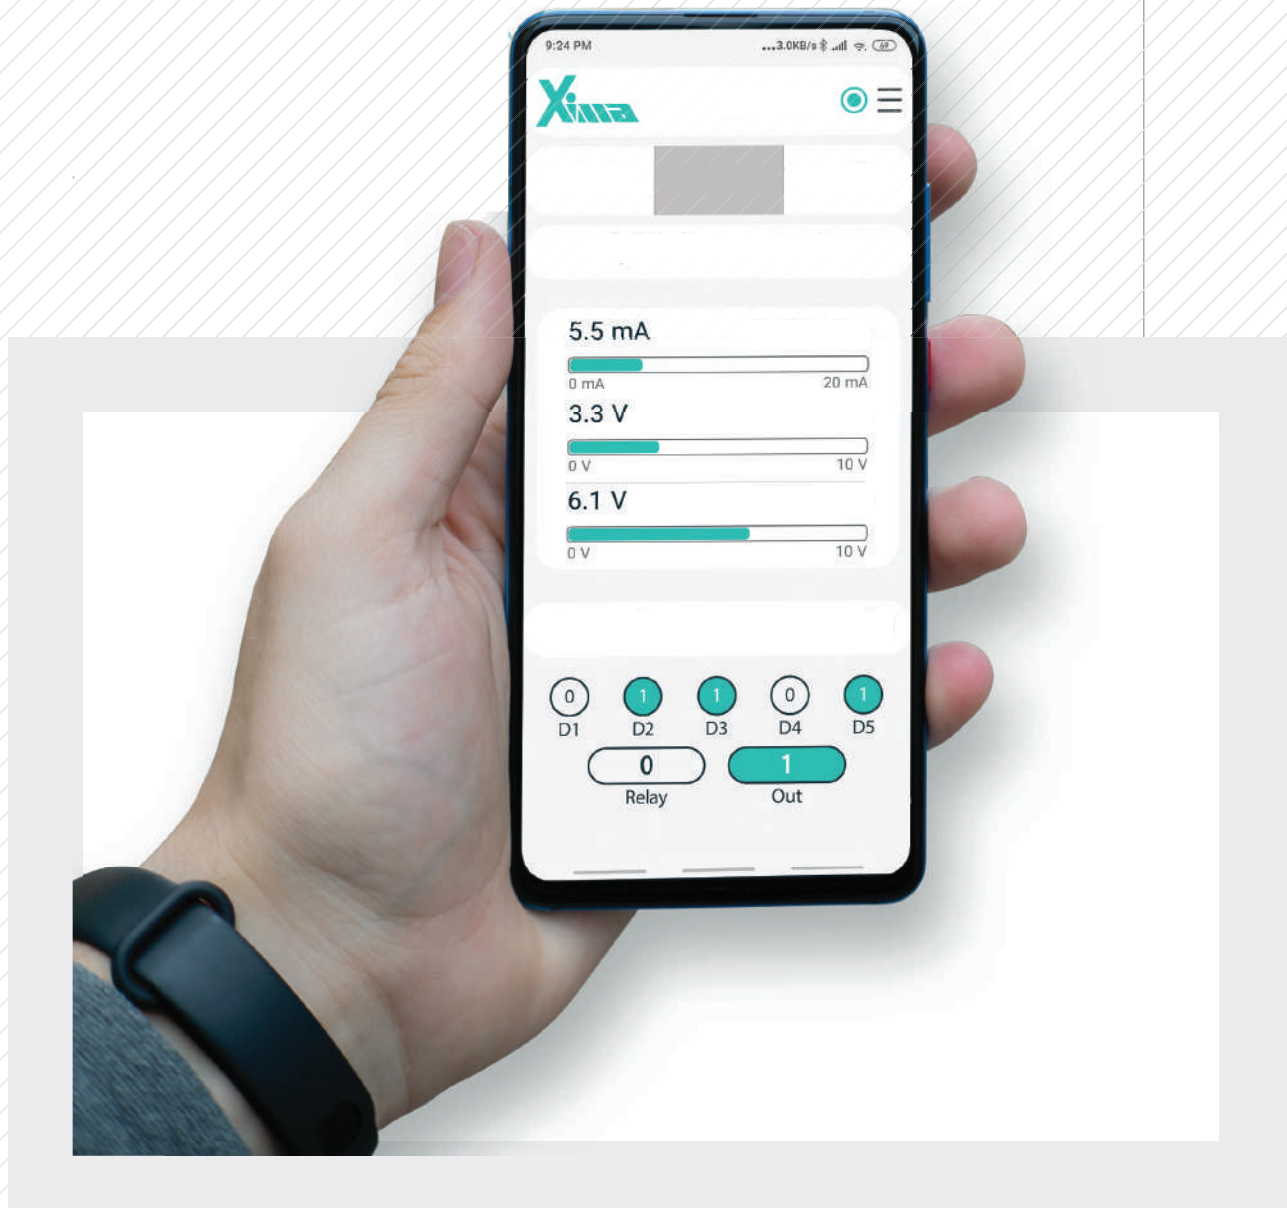 9:24 PM ...3.0KB/s 69
Xima
5.5 mA
0 mA 20 mA
3.3 V
0 V 10 V
6.1 V
0 V 10 V
0 1 1 0 1
D1 D2 D3 D4 D5
0 1
Relay Out